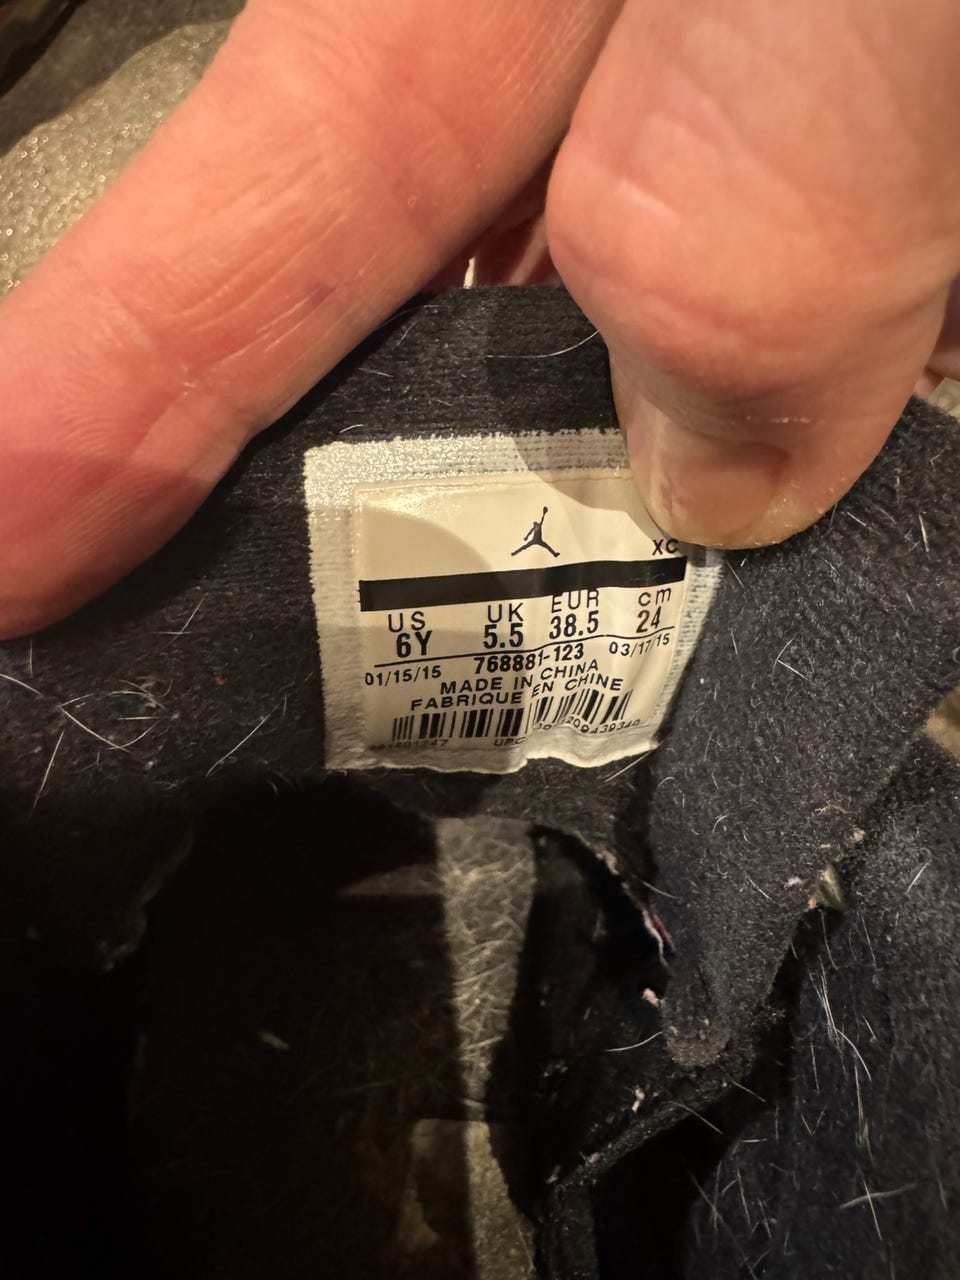 XC
US UK EUR cm
6Y 5.5 38.5 24
01/15/15 768881-123 03/17/15
MADE IN CHINA
FABRIQUE EN CHINE
UPC